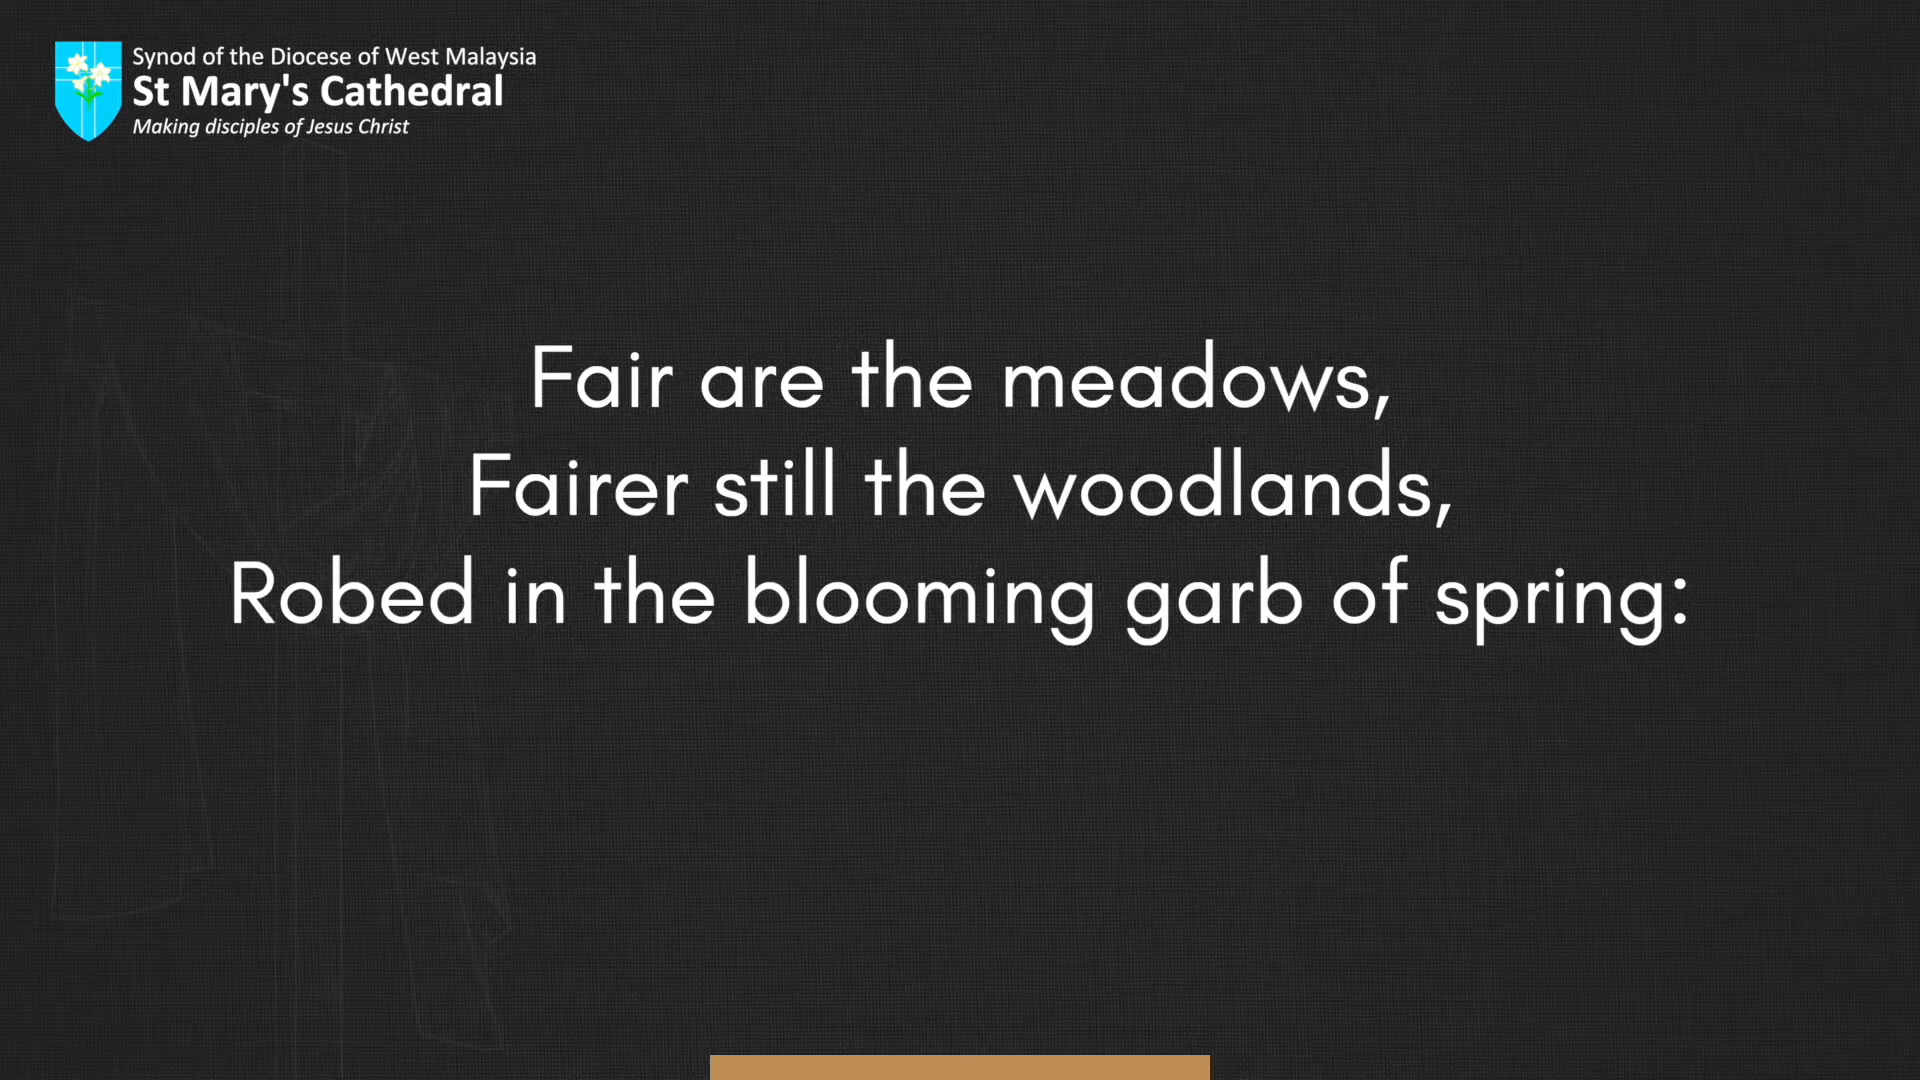 Synod of the Diocese of West Malaysia
St Mary's Cathedral
Making disciples of Jesus Christ
Fair are the meadows,
Fairer still the woodlands,
Robed in the blooming garb of spring: